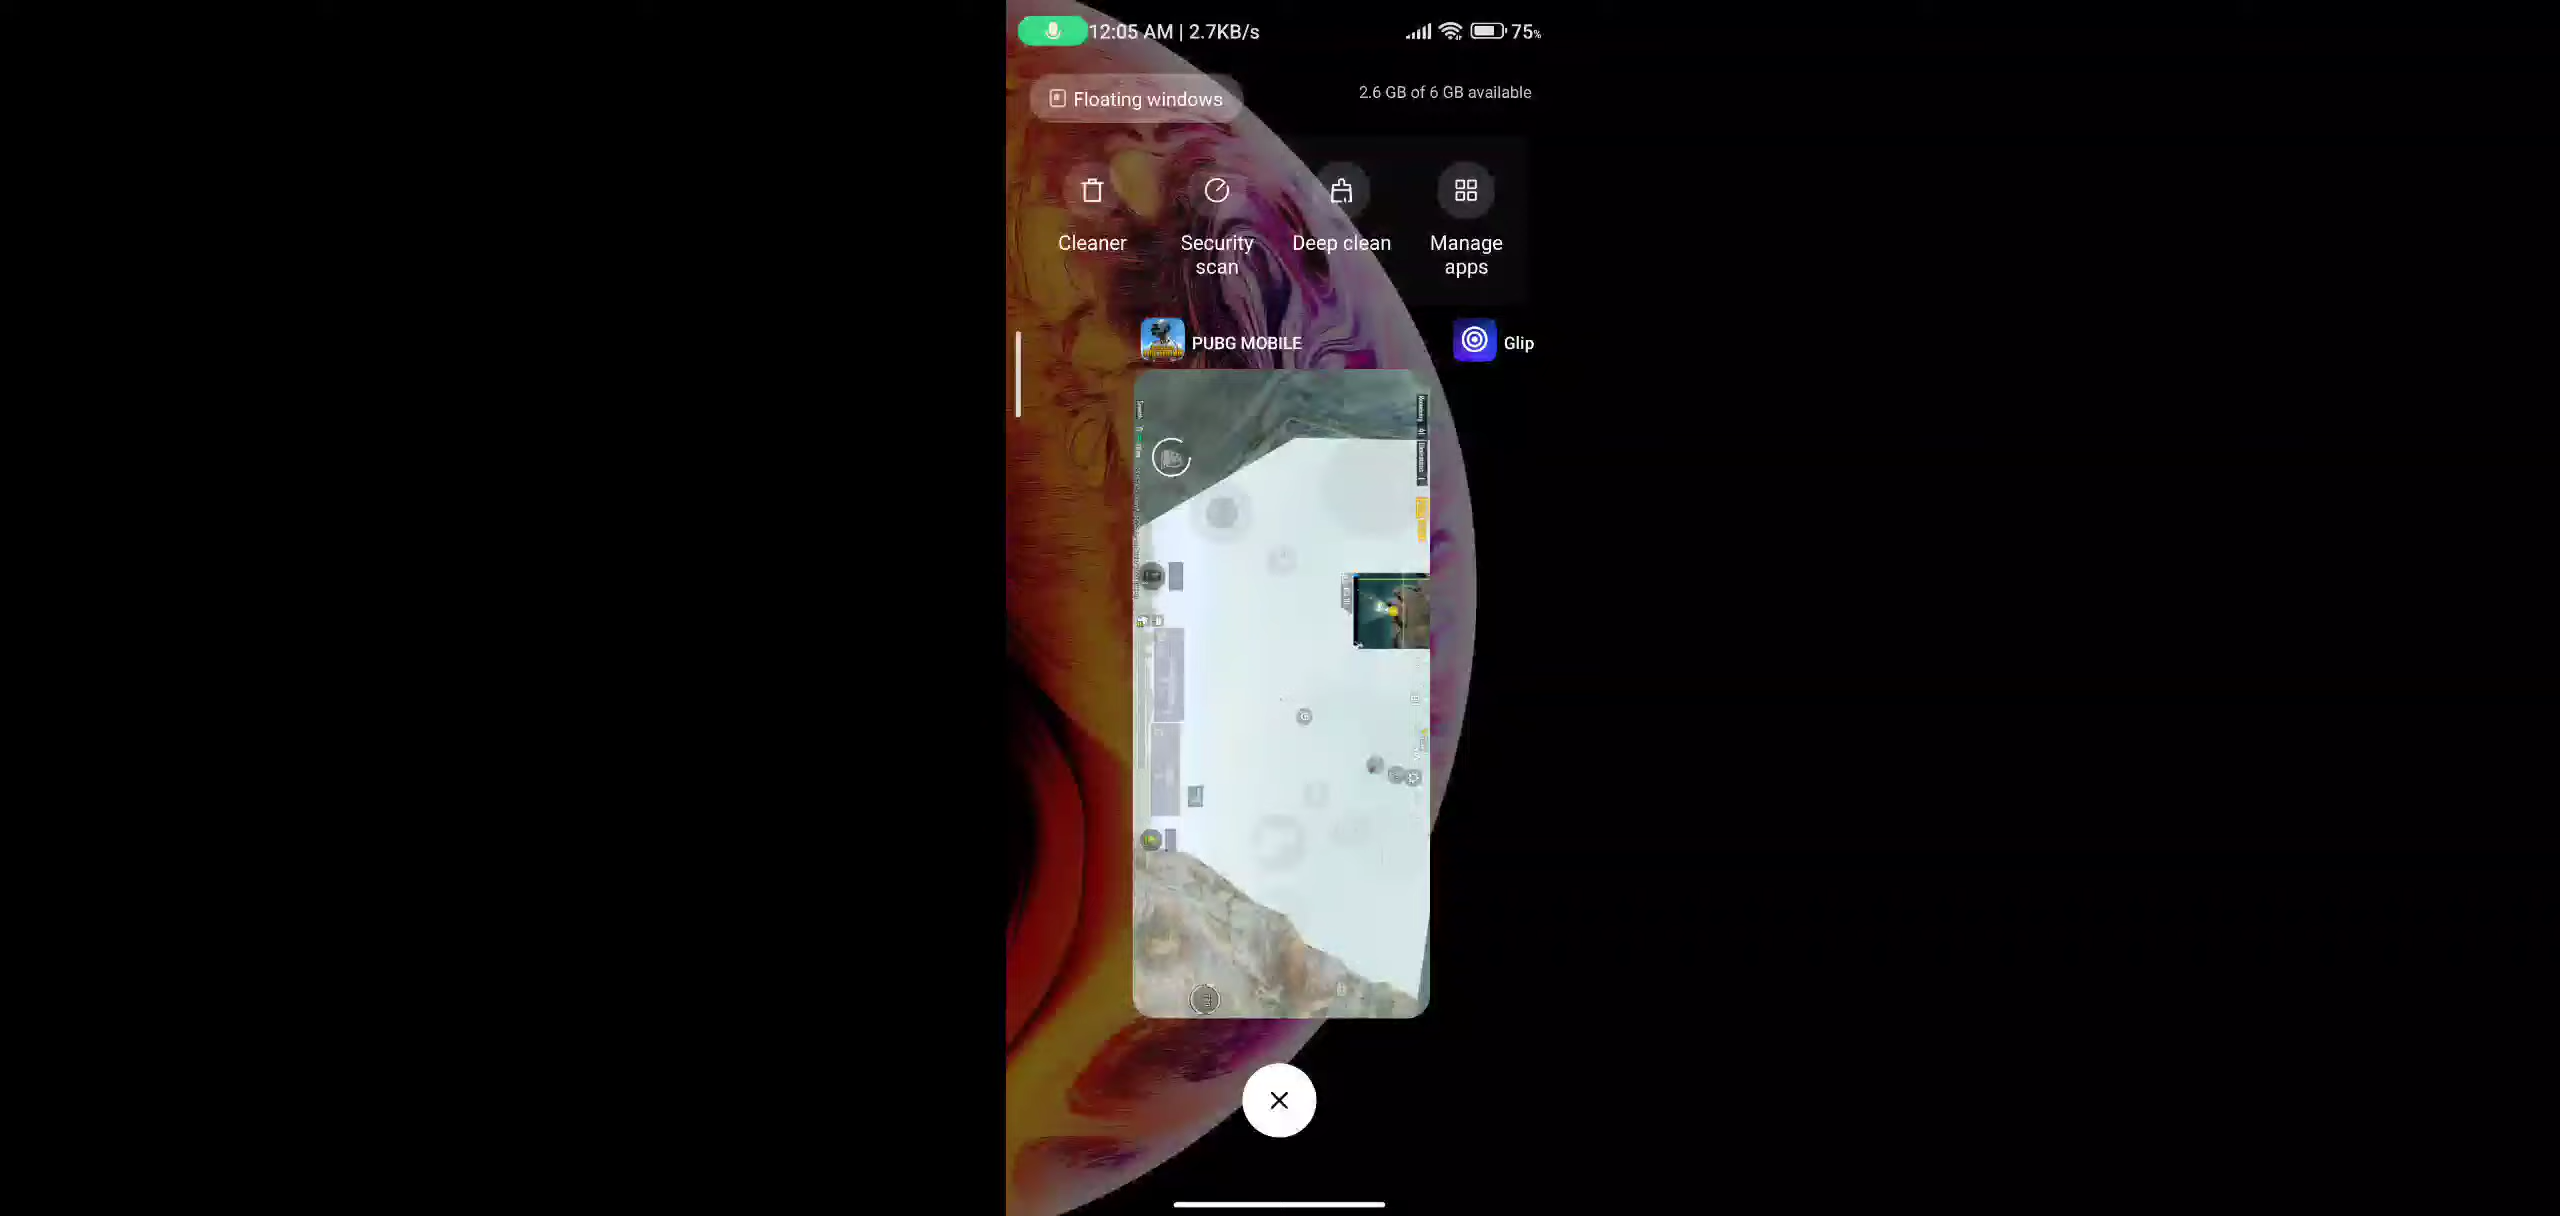 12:05 AM | 2.7KB/s
75%
Floating windows
2.6 GB of 6 GB available
Cleaner
Security scan
Deep clean
Manage apps
PUBG MOBILE
Glip